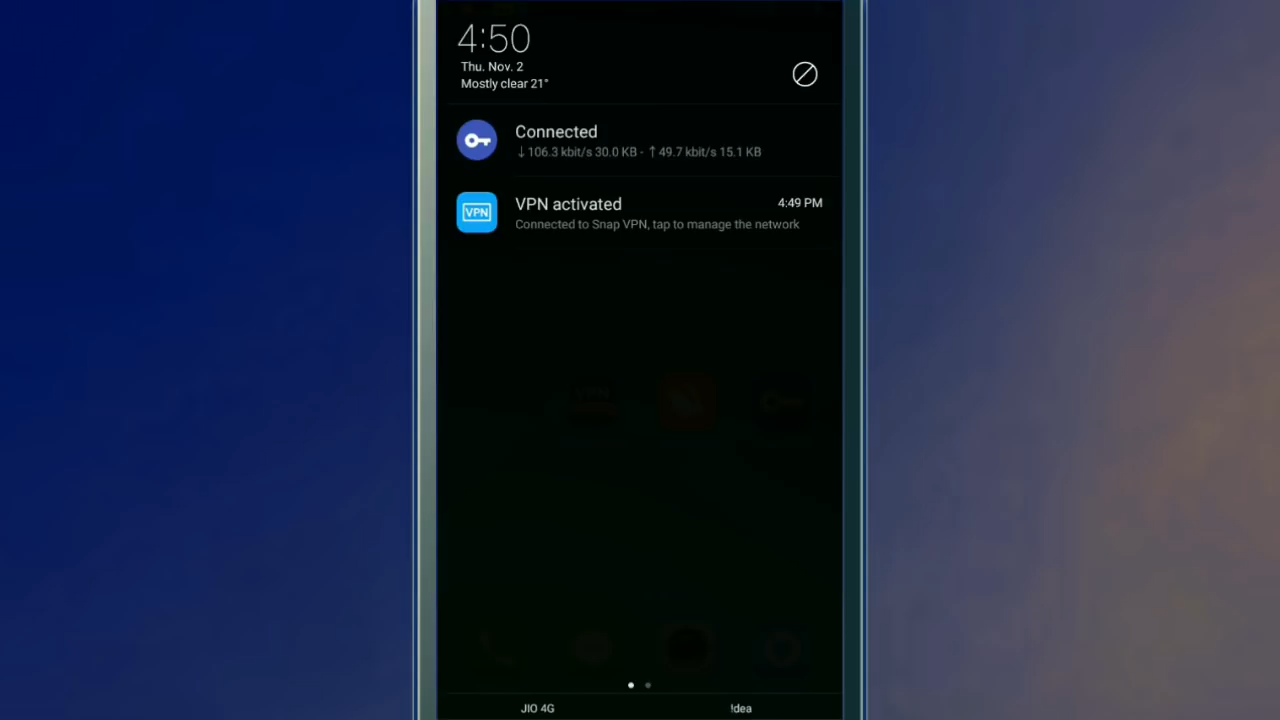 4:50
Thu. Nov. 2
Mostly clear 21°
Connected
↓ 106.3 kbit/s 30.0 KB - ↑ 49.7 kbit/s 15.1 KB
VPN
VPN activated
4:49 PM
Connected to Snap VPN, tap to manage the network
VPN
JIO 4G
!dea